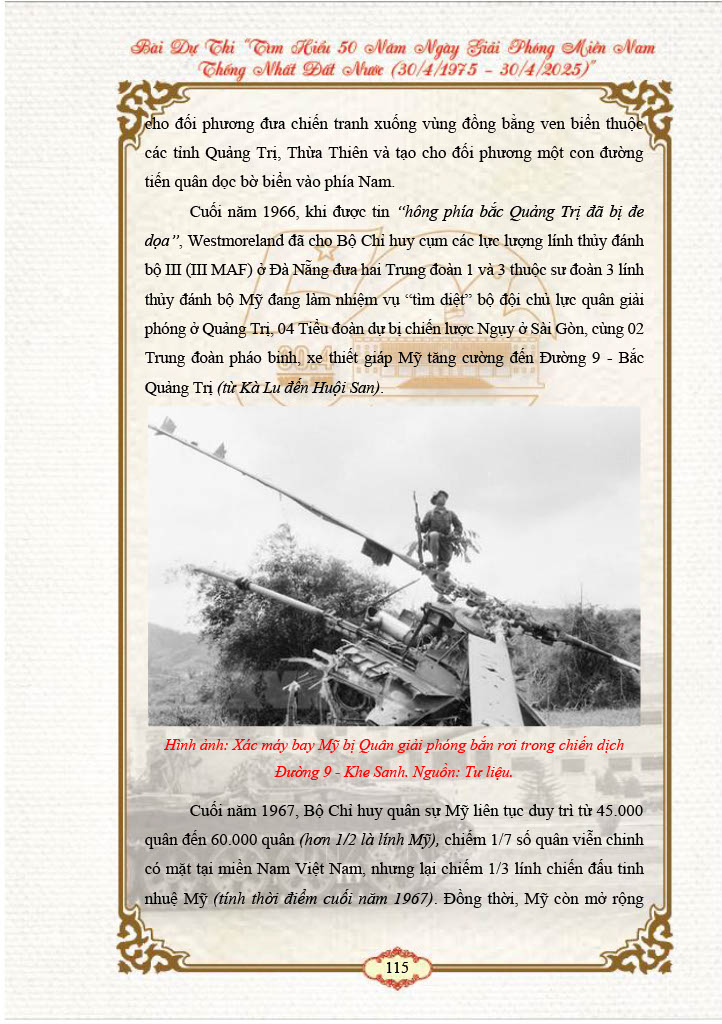 Bài Dự Thi “Tìm Hiểu 50 Năm Ngày Giải Phóng Miền Nam
Thống Nhất Đất Nước (30/4/1975 – 30/4/2025)”
cho đối phương đưa chiến tranh xuống vùng đồng bằng ven biển thuộc
các tỉnh Quảng Trị, Thừa Thiên và tạo cho đối phương một con đường
tiến quân dọc bờ biển vào phía Nam.
Cuối năm 1966, khi được tin “hông phía bắc Quảng Trị đã bị đe
dọa”, Westmoreland đã cho Bộ Chỉ huy cụm các lực lượng lính thủy đánh
bộ III (III MAF) ở Đà Nẵng đưa hai Trung đoàn 1 và 3 thuộc sư đoàn 3 lính
thủy đánh bộ Mỹ đang làm nhiệm vụ “tìm diệt” bộ đội chủ lực quân giải
phóng ở Quảng Trị, 04 Tiểu đoàn dự bị chiến lược Ngụy ở Sài Gòn, cùng 02
Trung đoàn pháo binh, xe thiết giáp Mỹ tăng cường đến Đường 9 - Bắc
Quảng Trị (từ Kà Lu đến Huội San).
30.4
Hình ảnh: Xác máy bay Mỹ bị Quân giải phóng bắn rơi trong chiến dịch
Đường 9 - Khe Sanh. Nguồn: Tư liệu.
Cuối năm 1967, Bộ Chỉ huy quân sự Mỹ liên tục duy trì từ 45.000
quân đến 60.000 quân (hơn 1/2 là lính Mỹ), chiếm 1/7 số quân viễn chinh
có mặt tại miền Nam Việt Nam, nhưng lại chiếm 1/3 lính chiến đấu tinh
nhuệ Mỹ (tính thời điểm cuối năm 1967). Đồng thời, Mỹ còn mở rộng
115